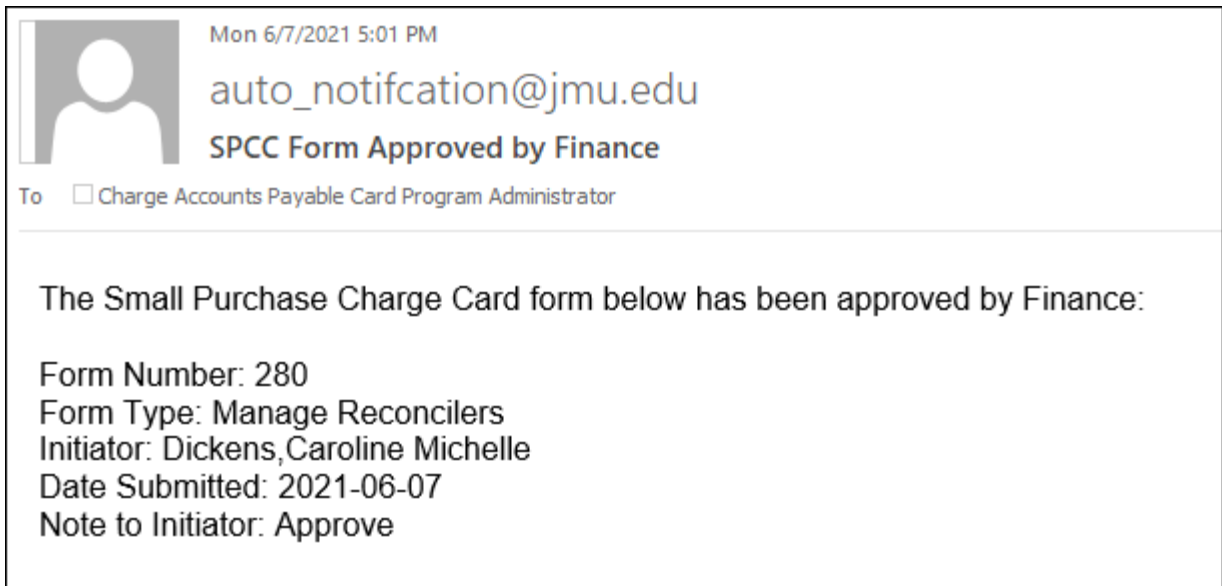 Mon 6/7/2021 5:01 PM
auto_notifcation@jmu.edu
SPCC Form Approved by Finance
To Charge Accounts Payable Card Program Administrator
The Small Purchase Charge Card form below has been approved by Finance:
Form Number: 280
Form Type: Manage Reconcilers
Initiator: Dickens,Caroline Michelle
Date Submitted: 2021-06-07
Note to Initiator: Approve